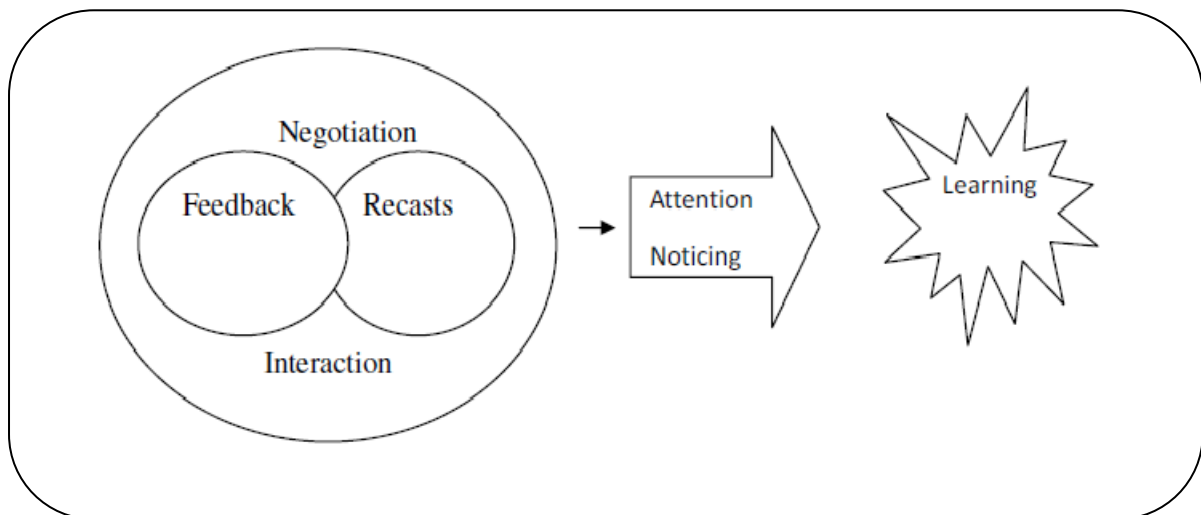 Negotiation
Feedback
Recasts
Interaction
Attention
Noticing
Learning